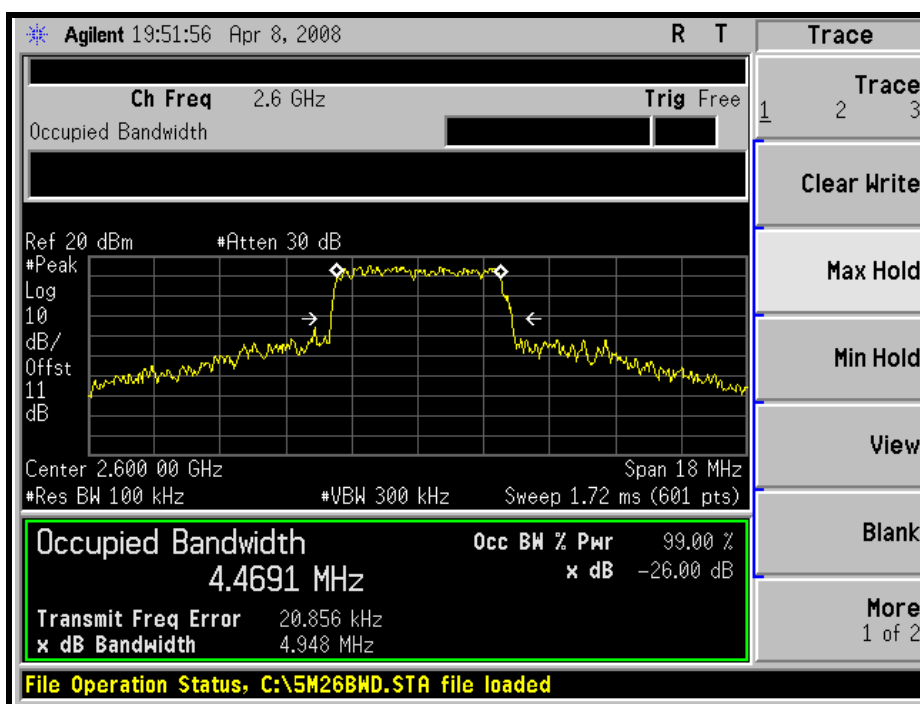 Agilent 19:51:56 Apr 8, 2008 R T
Trace
Ch Freq 2.6 GHz Trig Free
Occupied Bandwidth
Trace
1 2 3
Clear Write
Max Hold
Min Hold
View
Blank
More
1 of 2
Ref 20 dBm #Atten 30 dB
#Peak
Log
10
dB/
Offst
11
dB
Center 2.600 00 GHz Span 18 MHz
#Res BW 100 kHz #VBW 300 kHz Sweep 1.72 ms (601 pts)
Occupied Bandwidth Occ BW % Pwr 99.00 %
4.4691 MHz x dB -26.00 dB
Transmit Freq Error 20.856 kHz
x dB Bandwidth 4.948 MHz
File Operation Status, C:\5M26BWD.STA file loaded